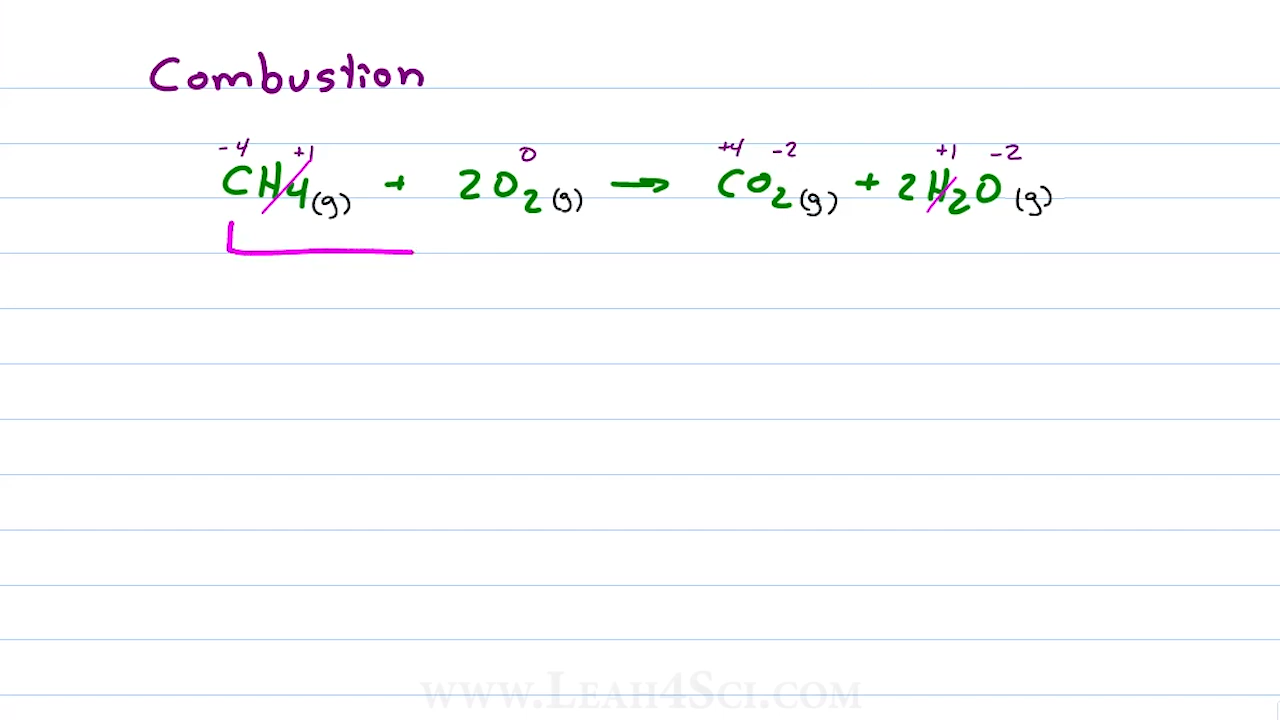 Combustion
-4 +1 0 +4 -2 +1 -2
CH4(g) + 2O2(g) → CO2(g) + 2H2O(g)
www.Leah4Sci.com